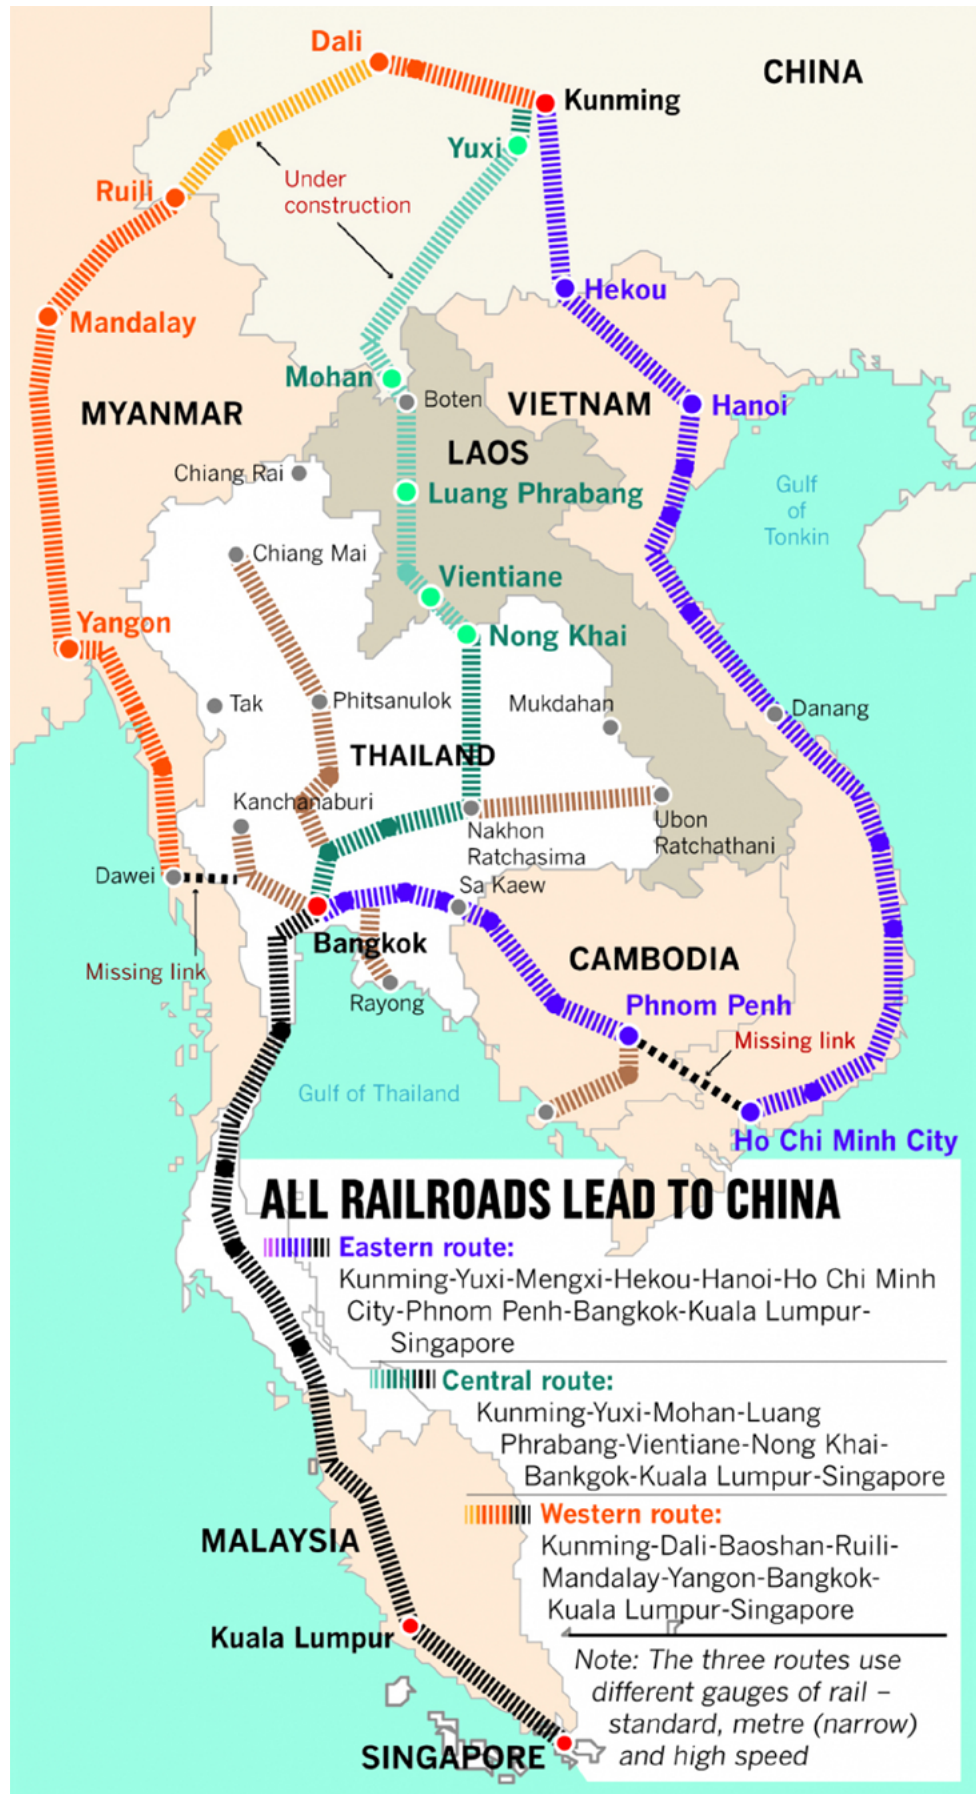 Dali
CHINA
Kunming
Yuxi
Under
construction
Ruili
Hekou
Mandalay
Mohan
Boten
VIETNAM
Hanoi
MYANMAR
LAOS
Chiang Rai
Luang Phrabang
Gulf
of
Tonkin
Chiang Mai
Vientiane
Yangon
Nong Khai
Tak
Phitsanulok
Mukdahan
Danang
THAILAND
Kanchanaburi
Nakhon
Ratchasima
Ubon
Ratchathani
Dawei
Sa Kaew
Bangkok
CAMBODIA
Missing link
Rayong
Phnom Penh
Missing link
Gulf of Thailand
Ho Chi Minh City
ALL RAILROADS LEAD TO CHINA
Eastern route:
Kunming-Yuxi-Mengxi-Hekou-Hanoi-Ho Chi Minh
City-Phnom Penh-Bangkok-Kuala Lumpur-
Singapore
Central route:
Kunming-Yuxi-Mohan-Luang
Phrabang-Vientiane-Nong Khai-
Bankgok-Kuala Lumpur-Singapore
Western route:
Kunming-Dali-Baoshan-Ruili-
Mandalay-Yangon-Bangkok-
Kuala Lumpur-Singapore
MALAYSIA
Kuala Lumpur
Note: The three routes use
different gauges of rail –
standard, metre (narrow)
and high speed
SINGAPORE